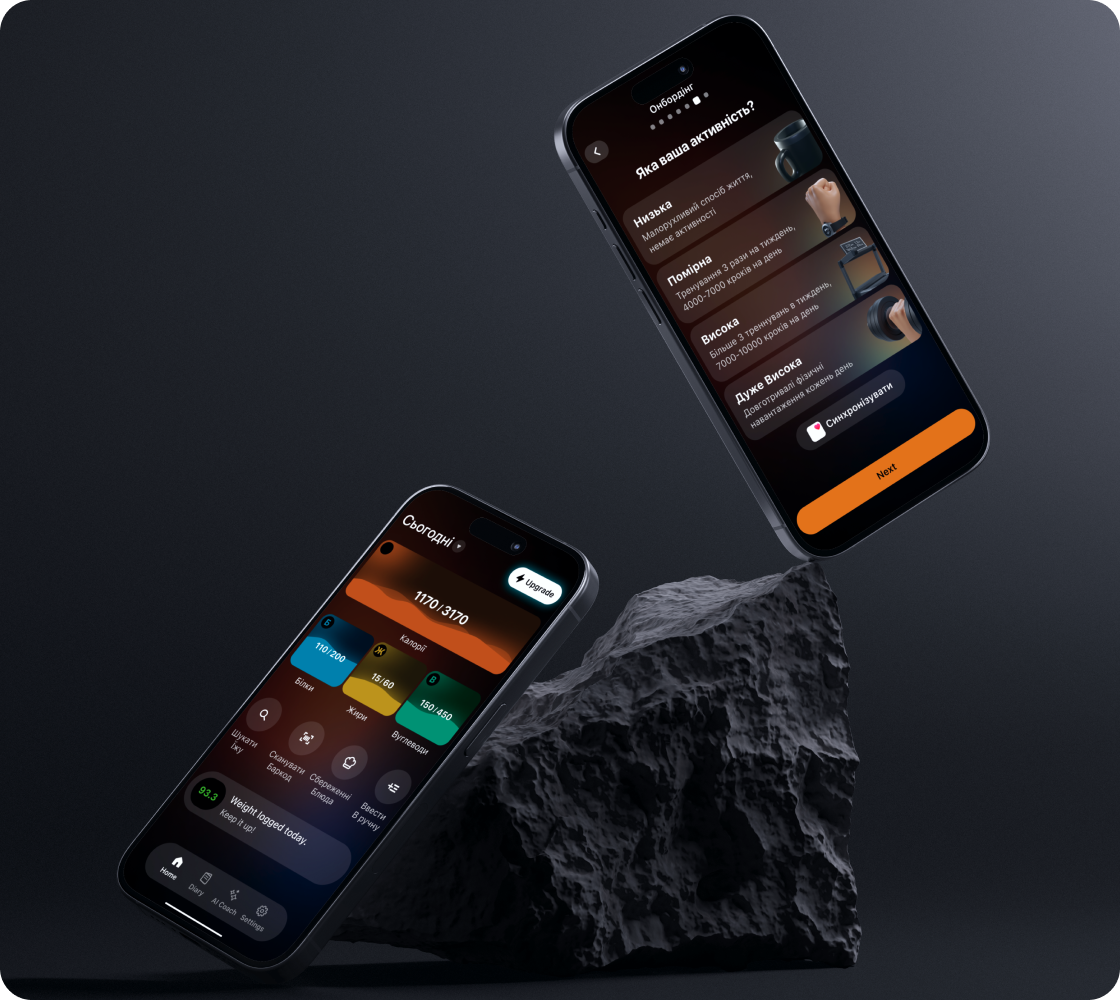 Онбордінг
Яка ваша активність?
Низька
Малорухливий спосіб життя,
немає активності
Помірна
Тренування 3 рази на тиждень,
4000-7000 кроків на день
Висока
Більше 3 треннувань в тиждень,
7000-10000 кроків на день
Дуже Висока
Довготривалі фізичні
навантаження кожень день
Синхронізувати
Next
Сьогодні
Upgrade
1170/3170
Калорії
Б
110/200
Білки
Ж
15/60
Жири
В
150/450
Вуглеводи
Шукати
Їжу
Сканувати
Баркод
Сбереженні
Блюда
Ввести
В ручну
93.3
Weight logged today.
Keep it up!
Home
Diary
AI Coach
Settings